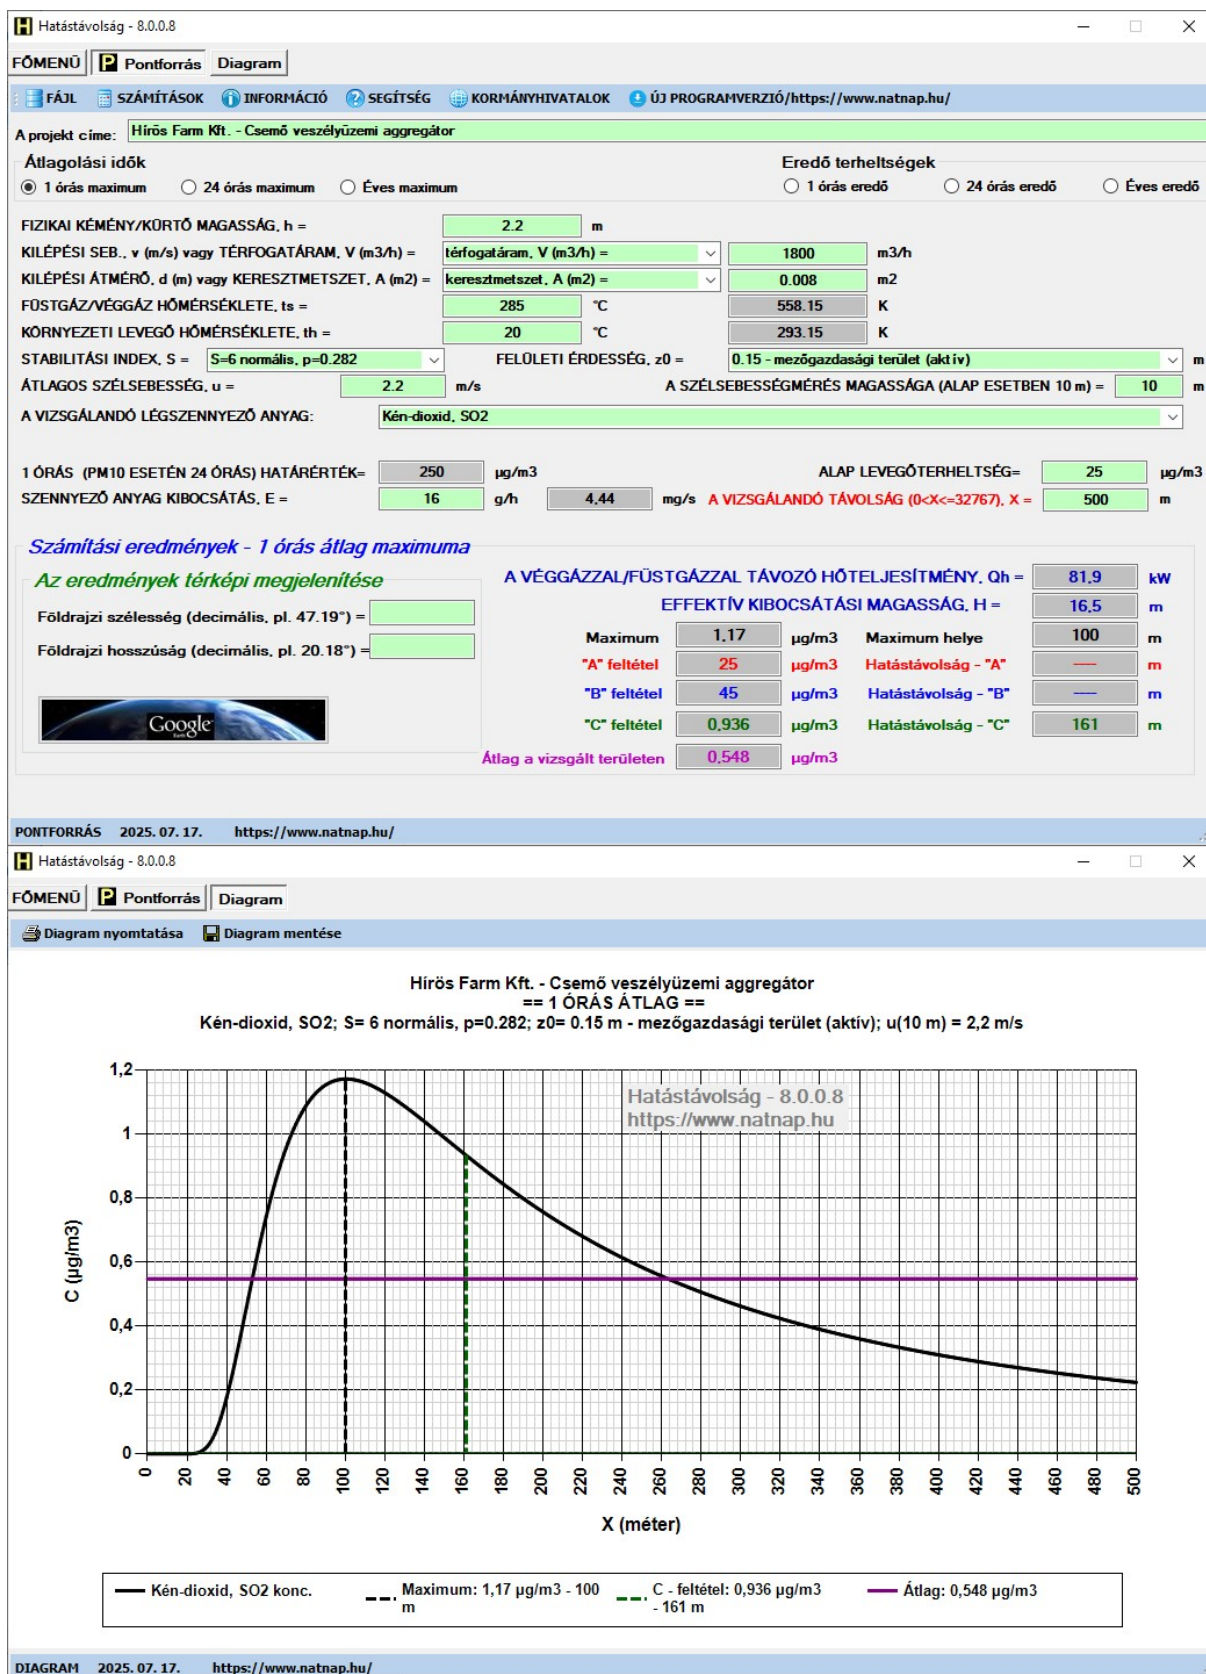 Hatástávolság - 8.0.0.8
FŐMENÜ P Pontforrás Diagram
FÁJL SZÁMÍTÁSOK INFORMÁCIÓ SEGÍTSÉG KORMÁNYHIVATALOK ÚJ PROGRAMVERZIÓ/https://www.natnap.hu/
A projekt címe: Hírös Farm Kft. - Csemő veszélyüzemi aggregátor
Átlagolási idők Eredő terheltségek
1 órás maximum 24 órás maximum Éves maximum 1 órás eredő 24 órás eredő Éves eredő
FIZIKAI KÉMÉNY/KÜRTŐ MAGASSÁG, h = 2.2 m
KILÉPÉSI SEB., v (m/s) vagy TÉRFOGATÁRAM, V (m3/h) = térfogatáram, V (m3/h) = 1800 m3/h
KILÉPÉSI ÁTMÉRŐ, d (m) vagy KERESZTMETSZET, A (m2) = keresztmetszet, A (m2) = 0.008 m2
FÜSTGÁZ/VÉGGÁZ HŐMÉRSÉKLETE, ts = 285 °C 558.15 K
KÖRNYEZETI LEVEGŐ HŐMÉRSÉKLETE, th = 20 °C 293.15 K
STABILITÁSI INDEX, S = S=6 normális, p=0.282 FELÜLETI ÉRDESSÉG, z0 = 0.15 - mezőgazdasági terület (aktív) m
ÁTLAGOS SZÉLSEBESSÉG, u = 2.2 m/s A SZÉLSEBESSÉGMÉRÉS MAGASSÁGA (ALAP ESETBEN 10 m) = 10 m
A VIZSGÁLANDÓ LÉGSZENNYEZŐ ANYAG: Kén-dioxid, SO2
1 ÓRÁS (PM10 ESETÉN 24 ÓRÁS) HATÁRÉRTÉK= 250 µg/m3 ALAP LEVEGŐTERHELTSÉG= 25 µg/m3
SZENNYEZŐ ANYAG KIBOCSÁTÁS, E = 16 g/h 4,44 mg/s A VIZSGÁLANDÓ TÁVOLSÁG (0<X<=32767), X = 500 m
Számítási eredmények - 1 órás átlag maximuma
Az eredmények térképi megjelenítése A VÉGGÁZZAL/FÜSTGÁZZAL TÁVOZÓ HŐTELJESÍTMÉNY, Qh = 81,9 kW
EFFEKTÍV KIBOCSÁTÁSI MAGASSÁG, H = 16,5 m
Földrajzi szélesség (decimális, pl. 47.19°) =
Maximum 1,17 µg/m3 Maximum helye 100 m
Földrajzi hosszúság (decimális, pl. 20.18°) =
"A" feltétel 25 µg/m3 Hatástávolság - "A" ---- m
"B" feltétel 45 µg/m3 Hatástávolság - "B" ---- m
Google Earth
"C" feltétel 0,936 µg/m3 Hatástávolság - "C" 161 m
Átlag a vizsgált területen 0,548 µg/m3
PONTFORRÁS 2025. 07. 17. https://www.natnap.hu/
Hatástávolság - 8.0.0.8
FŐMENÜ P Pontforrás Diagram
Diagram nyomtatása Diagram mentése
Hírös Farm Kft. - Csemő veszélyüzemi aggregátor
== 1 ÓRÁS ÁTLAG ==
Kén-dioxid, SO2; S= 6 normális, p=0.282; z0= 0.15 m - mezőgazdasági terület (aktív); u(10 m) = 2,2 m/s
Hatástávolság - 8.0.0.8
https://www.natnap.hu
C (µg/m3)
1,2
1
0,8
0,6
0,4
0,2
0
0 20 40 60 80 100 120 140 160 180 200 220 240 260 280 300 320 340 360 380 400 420 440 460 480 500
X (méter)
Kén-dioxid, SO2 konc. Maximum: 1,17 µg/m3 - 100 m C - feltétel: 0,936 µg/m3 - 161 m Átlag: 0,548 µg/m3
DIAGRAM 2025. 07. 17. https://www.natnap.hu/